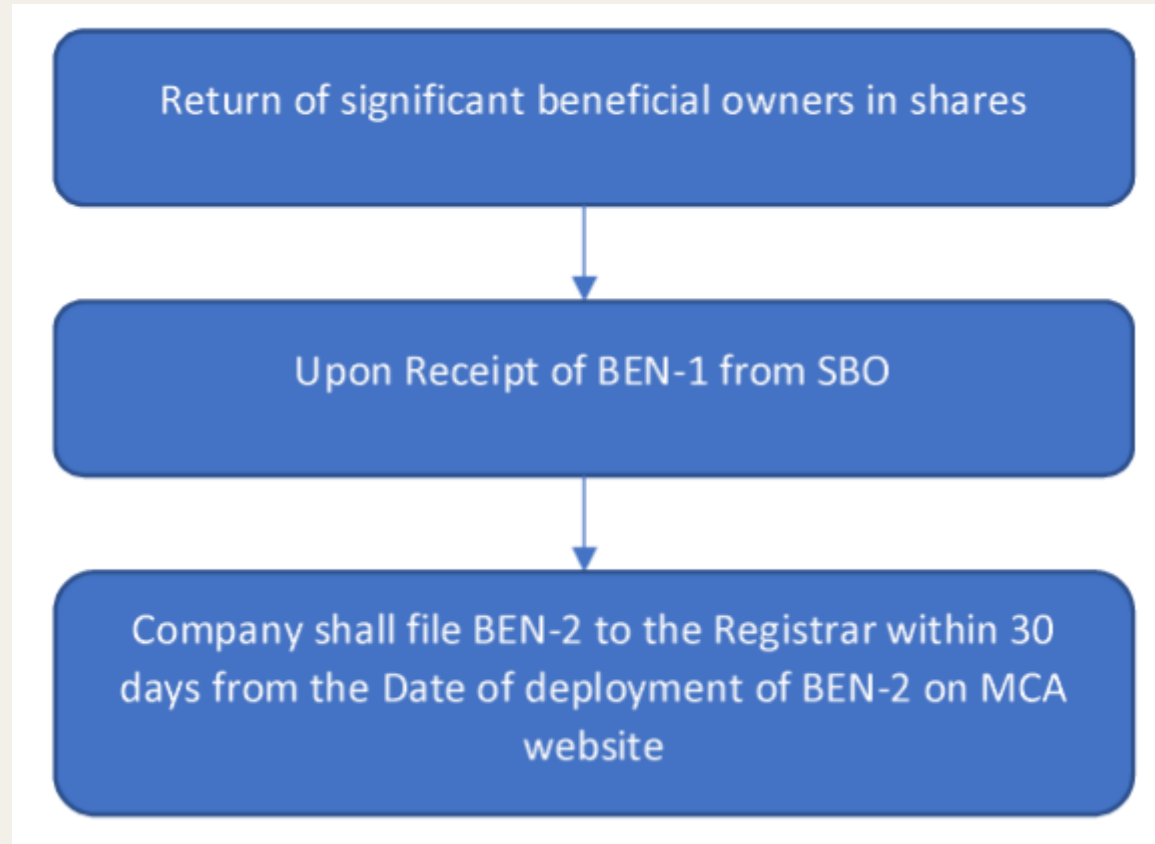 Return of significant beneficial owners in shares
Upon Receipt of BEN-1 from SBO
Company shall file BEN-2 to the Registrar within 30
days from the Date of deployment of BEN-2 on MCA
website